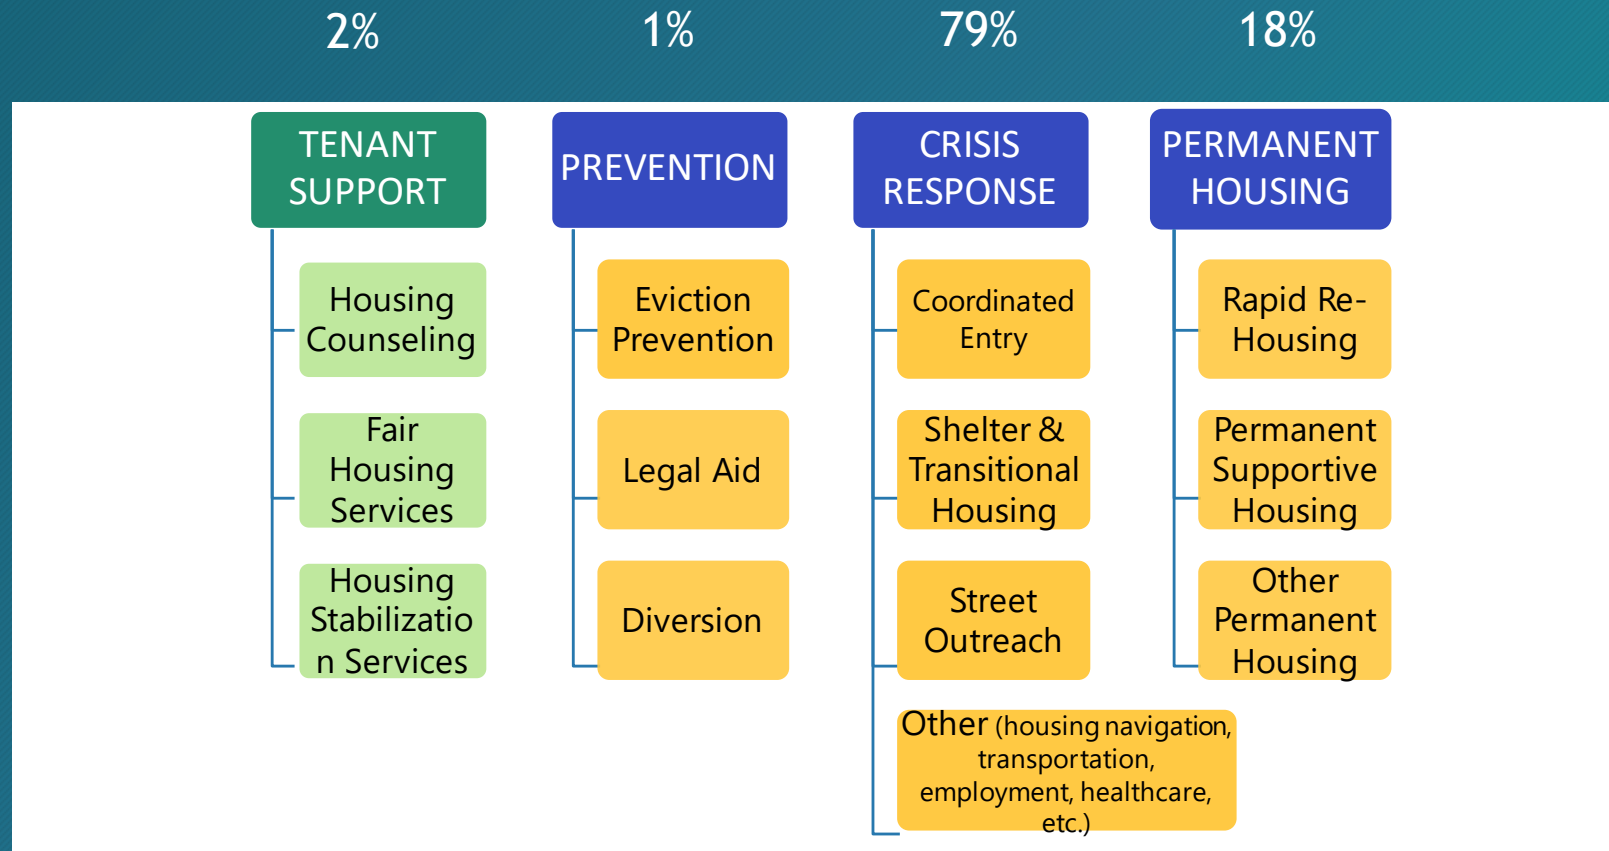 2%
1%
79%
18%
TENANT
SUPPORT
PREVENTION
CRISIS
RESPONSE
PERMANENT
HOUSING
Housing
Counseling
Fair
Housing
Services
Housing
Stabilizatio
n Services
Eviction
Prevention
Legal Aid
Diversion
Coordinated
Entry
Shelter &
Transitional
Housing
Street
Outreach
Other (housing navigation,
transportation,
employment, healthcare,
etc.)
Rapid Re-
Housing
Permanent
Supportive
Housing
Other
Permanent
Housing